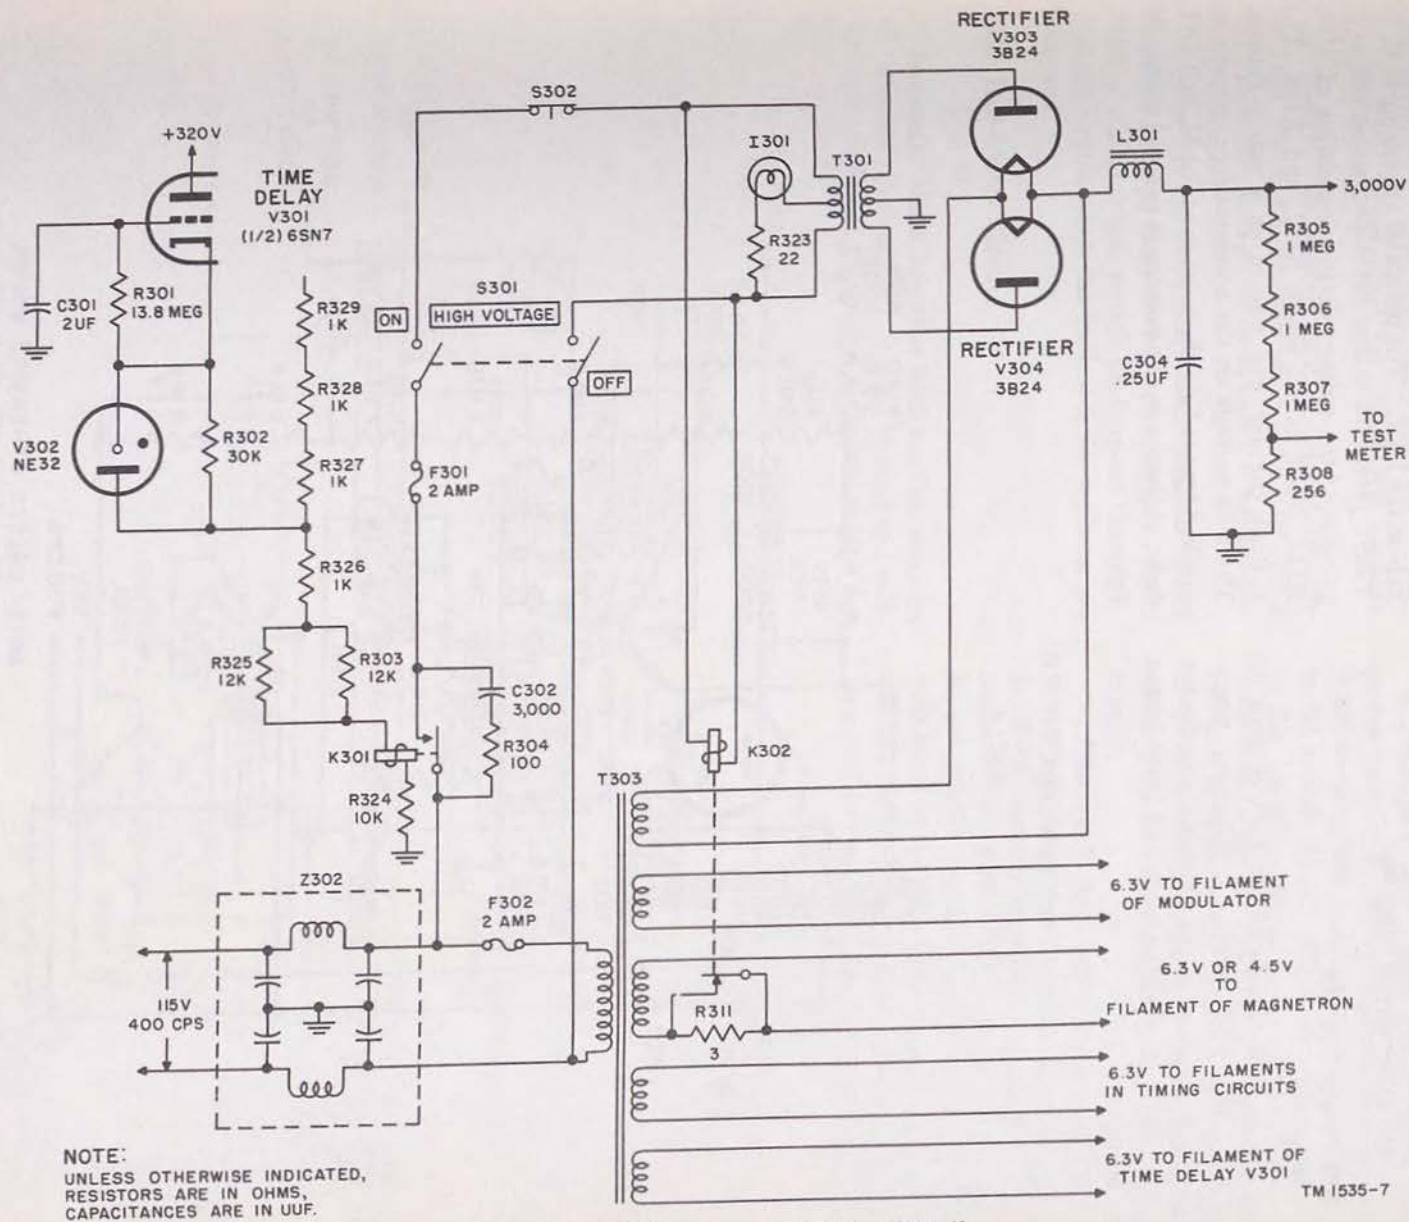 RECTIFIER
V303
3B24
S302
+320V
TIME
DELAY
V301
(1/2) 6SN7
I301
T301
L301
3,000V
R323
22
R305
1 MEG
C301
2UF
R301
13.8 MEG
R329
1K
ON
S301
HIGH VOLTAGE
R306
1 MEG
RECTIFIER
V304
3B24
C304
.25UF
OFF
R328
1K
R307
1 MEG
TO
TEST
METER
V302
NE32
R302
30K
R327
1K
F301
2 AMP
R308
256
R326
1K
R325
12K
R303
12K
C302
3,000
K301
R304
100
K302
R324
10K
T303
Z302
F302
2 AMP
6.3V TO FILAMENT
OF MODULATOR
115V
400 CPS
R311
3
6.3V OR 4.5V
TO
FILAMENT OF MAGNETRON
6.3V TO FILAMENTS
IN TIMING CIRCUITS
NOTE:
UNLESS OTHERWISE INDICATED,
RESISTORS ARE IN OHMS,
CAPACITANCES ARE IN UUF.
6.3V TO FILAMENT OF
TIME DELAY V301
TM 1535-7